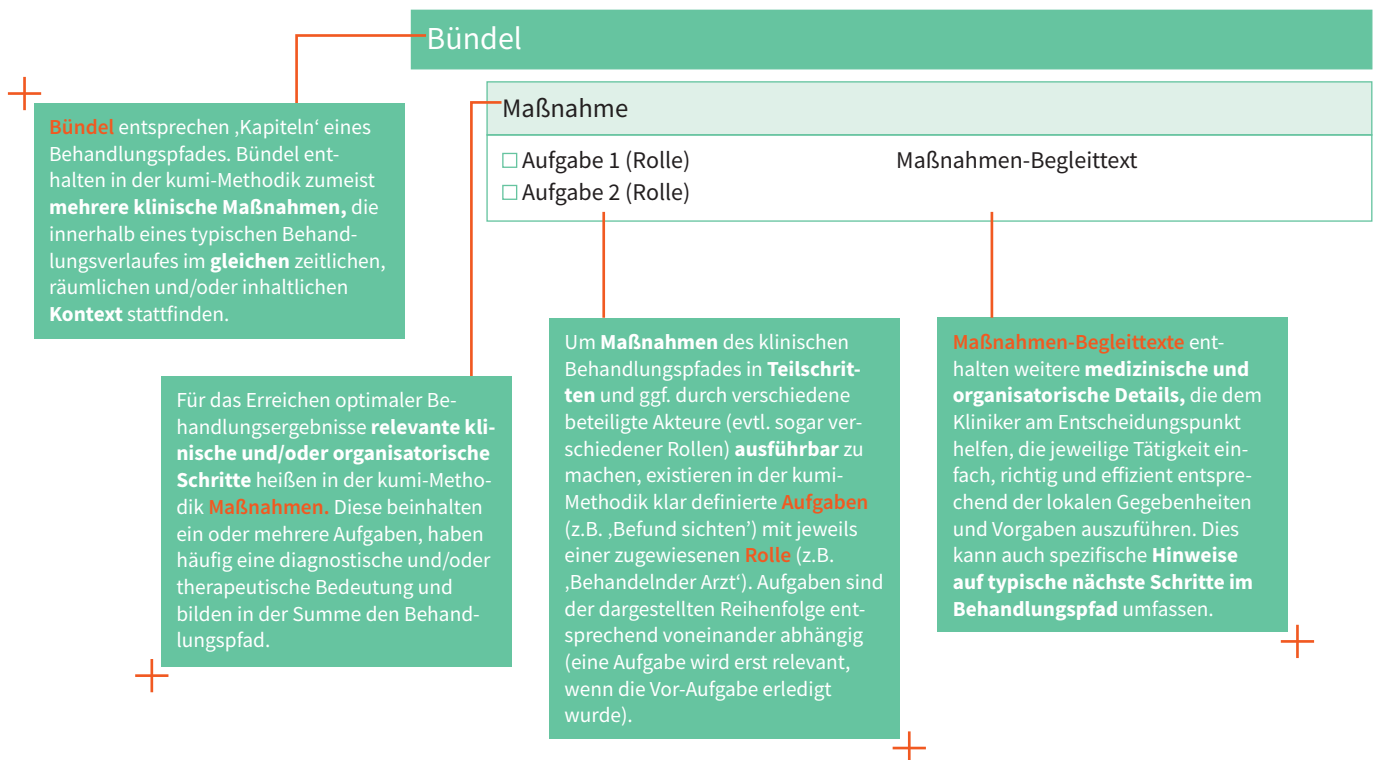 Bündel
Maßnahme
□ Aufgabe 1 (Rolle)
□ Aufgabe 2 (Rolle)
Maßnahmen-Begleittext
Bündel entsprechen ‚Kapiteln‘ eines
Behandlungspfades. Bündel ent-
halten in der kumi-Methodik zumeist
mehrere klinische Maßnahmen, die
innerhalb eines typischen Behand-
lungsverlaufes im gleichen zeitlichen,
räumlichen und/oder inhaltlichen
Kontext stattfinden.
Für das Erreichen optimaler Be-
handlungsergebnisse relevante kli-
nische und/oder organisatorische
Schritte heißen in der kumi-Metho-
dik Maßnahmen. Diese beinhalten
ein oder mehrere Aufgaben, haben
häufig eine diagnostische und/oder
therapeutische Bedeutung und
bilden in der Summe den Behand-
lungspfad.
Um Maßnahmen des klinischen
Behandlungspfades in Teilschrit-
ten und ggf. durch verschiedene
beteiligte Akteure (evtl. sogar ver-
schiedener Rollen) ausführbar zu
machen, existieren in der kumi-
Methodik klar definierte Aufgaben
(z.B. ‚Befund sichten’) mit jeweils
einer zugewiesenen Rolle (z.B.
‚Behandelnder Arzt‘). Aufgaben sind
der dargestellten Reihenfolge ent-
sprechend voneinander abhängig
(eine Aufgabe wird erst relevant,
wenn die Vor-Aufgabe erledigt
wurde).
Maßnahmen-Begleittexte ent-
halten weitere medizinische und
organisatorische Details, die dem
Kliniker am Entscheidungspunkt
helfen, die jeweilige Tätigkeit ein-
fach, richtig und effizient entspre-
chend der lokalen Gegebenheiten
und Vorgaben auszuführen. Dies
kann auch spezifische Hinweise
auf typische nächste Schritte im
Behandlungspfad umfassen.